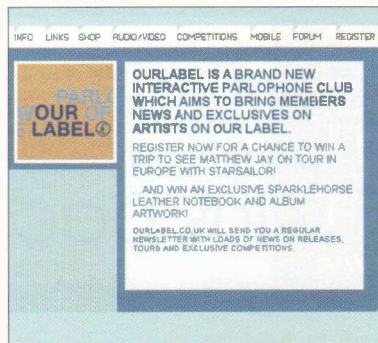 INFO LINKS SHOP AUDIO/VIDEO COMPETITIONS MOBILE FORUM REGISTER
PARLO
OUR OF
LABEL
OURLABEL IS A BRAND NEW
INTERACTIVE PARLOPHONE CLUB
WHICH AIMS TO BRING MEMBERS
NEWS AND EXCLUSIVES ON
ARTISTS ON OUR LABEL.
REGISTER NOW FOR A CHANCE TO WIN A
TRIP TO SEE MATTHEW JAY ON TOUR IN
EUROPE WITH STARSAILOR!
... AND WIN AN EXCLUSIVE SPARKLEHORSE
LEATHER NOTEBOOK AND ALBUM
ARTWORK!
OURLABEL.CO.UK WILL SEND YOU A REGULAR
NEWSLETTER WITH LOADS OF NEWS ON RELEASES,
TOURS AND EXCLUSIVE COMPETITIONS.